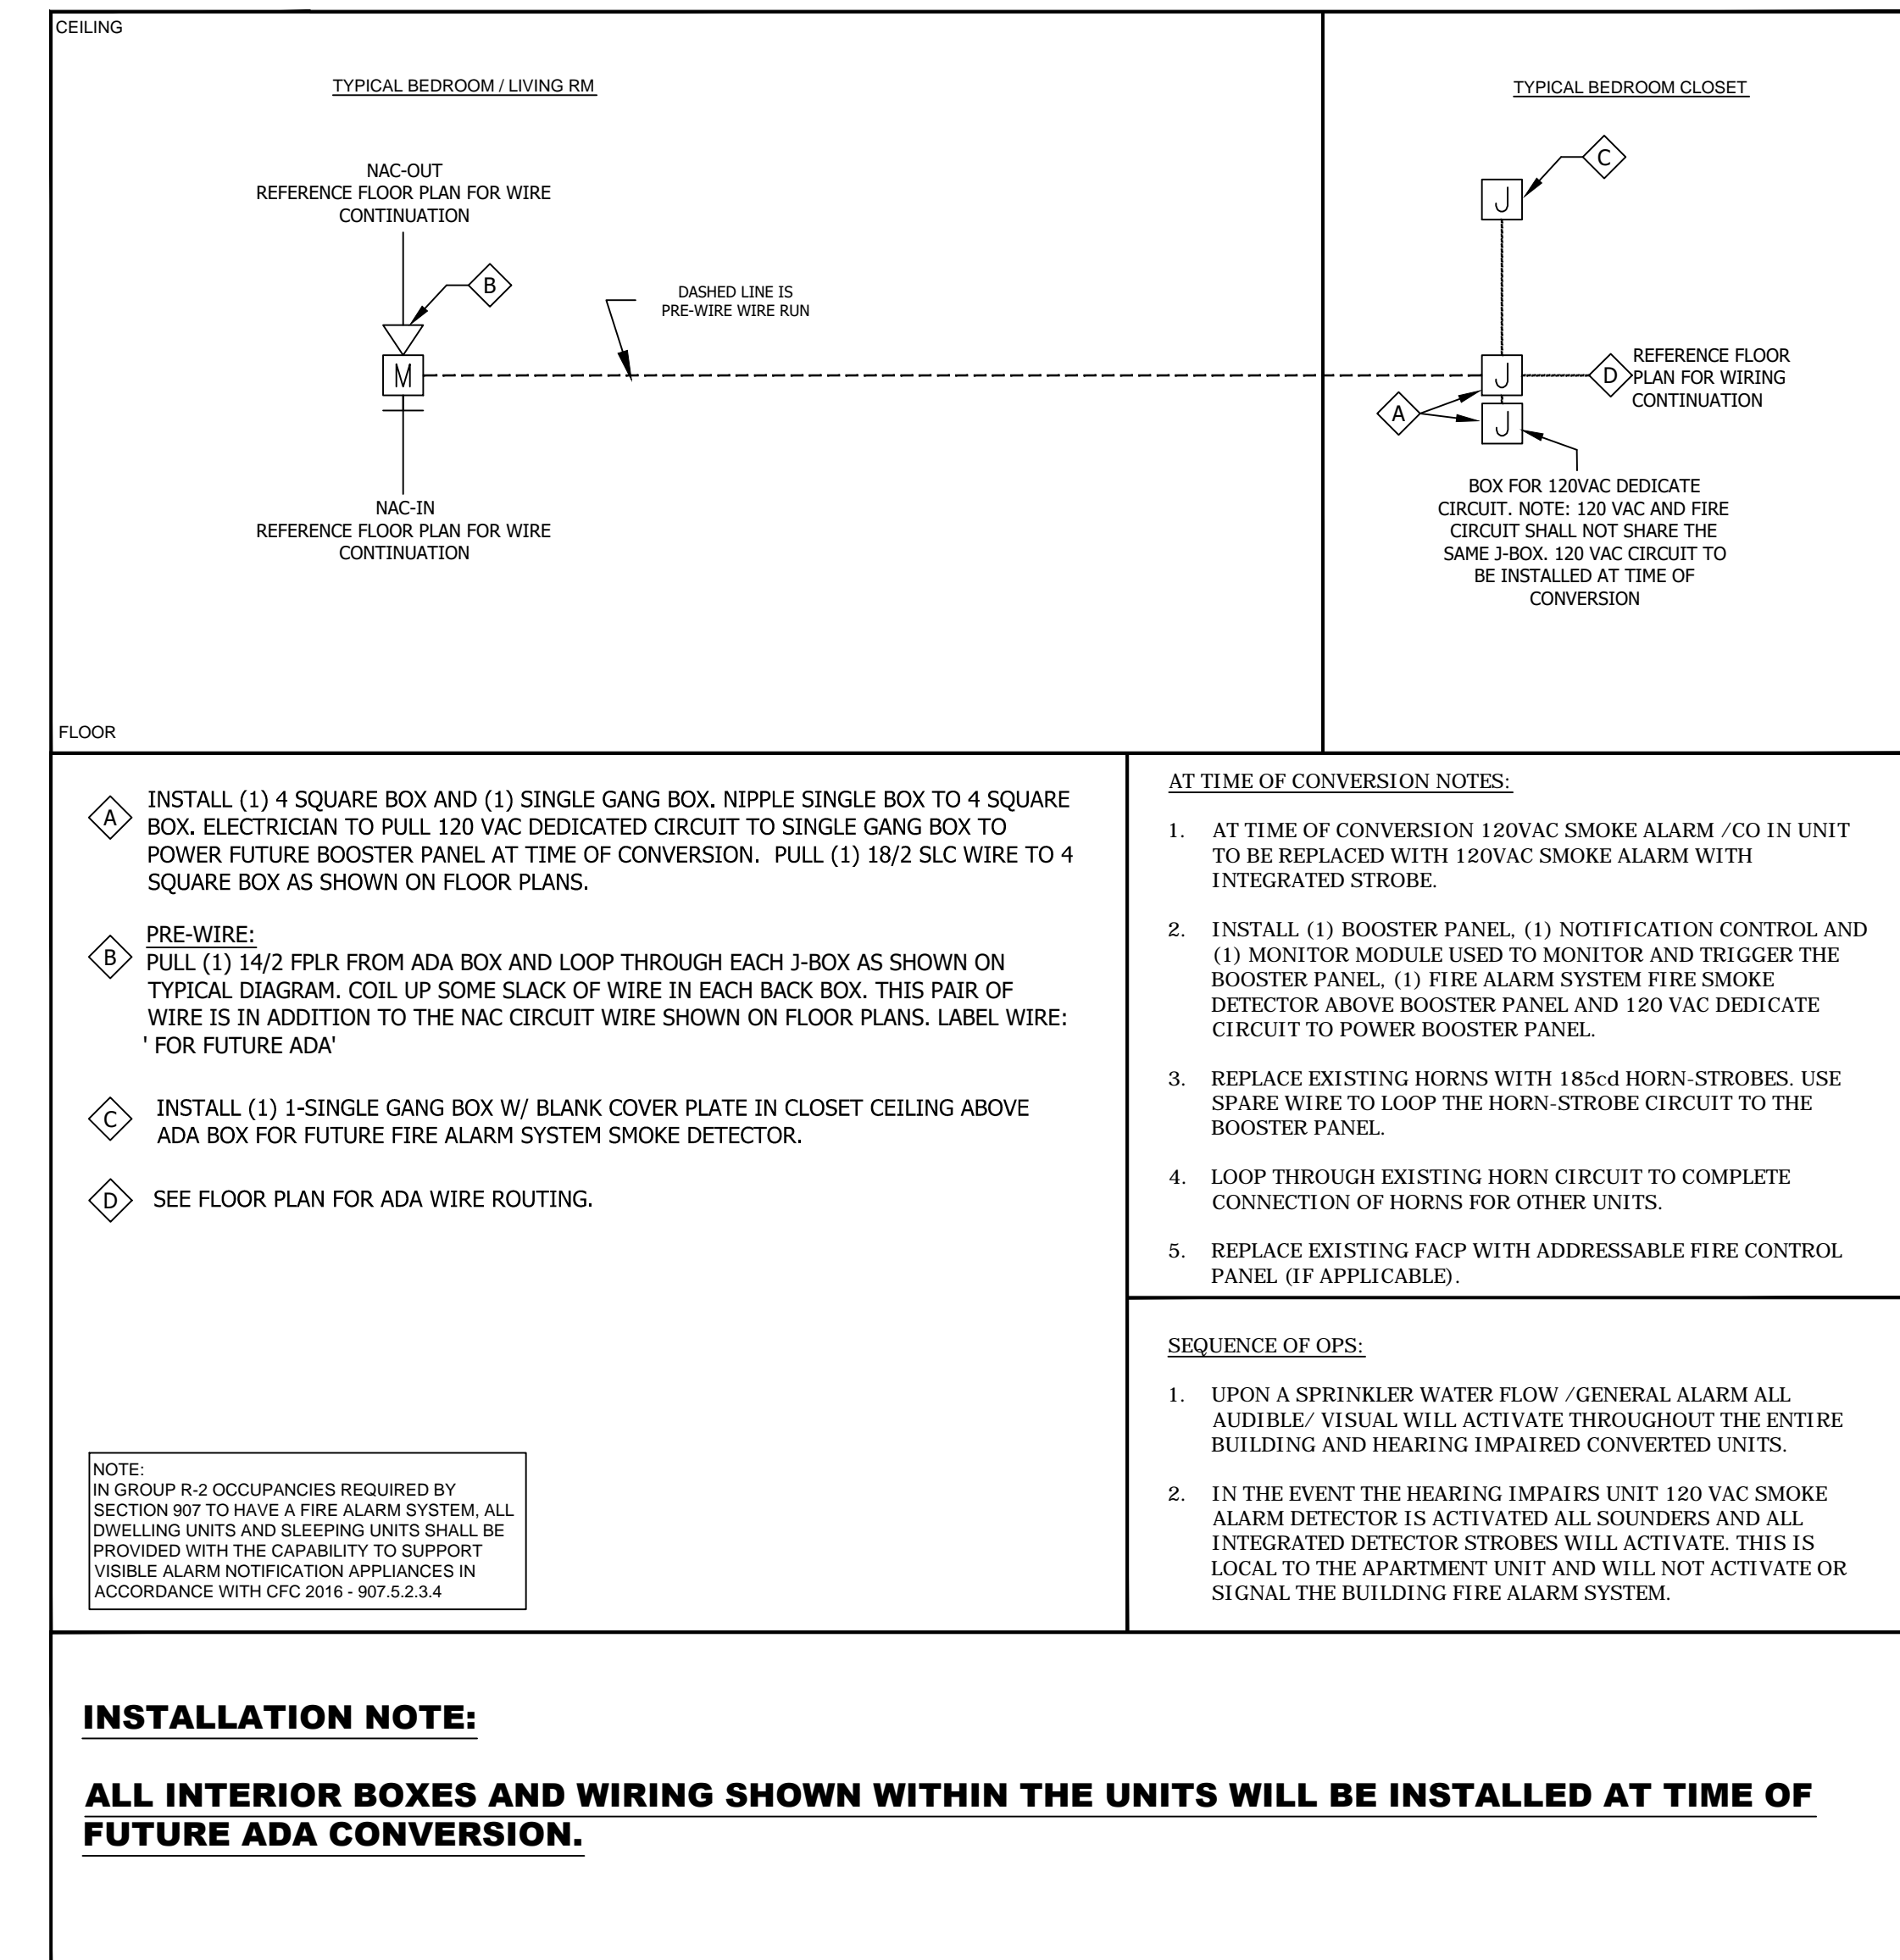 CEILING
TYPICAL BEDROOM / LIVING RM
TYPICAL BEDROOM CLOSET
NAC-OUT
REFERENCE FLOOR PLAN FOR WIRE
CONTINUATION
B
DASHED LINE IS
PRE-WIRE WIRE RUN
M
NAC-IN
REFERENCE FLOOR PLAN FOR WIRE
CONTINUATION
C
J
J
D
REFERENCE FLOOR
PLAN FOR WIRING
CONTINUATION
A
J
BOX FOR 120VAC DEDICATE
CIRCUIT. NOTE: 120 VAC AND FIRE
CIRCUIT SHALL NOT SHARE THE
SAME J-BOX. 120 VAC CIRCUIT TO
BE INSTALLED AT TIME OF
CONVERSION
FLOOR
A
INSTALL (1) 4 SQUARE BOX AND (1) SINGLE GANG BOX. NIPPLE SINGLE BOX TO 4 SQUARE
BOX. ELECTRICIAN TO PULL 120 VAC DEDICATED CIRCUIT TO SINGLE GANG BOX TO
POWER FUTURE BOOSTER PANEL AT TIME OF CONVERSION. PULL (1) 18/2 SLC WIRE TO 4
SQUARE BOX AS SHOWN ON FLOOR PLANS.
B
PRE-WIRE:
PULL (1) 14/2 FPLR FROM ADA BOX AND LOOP THROUGH EACH J-BOX AS SHOWN ON
TYPICAL DIAGRAM. COIL UP SOME SLACK OF WIRE IN EACH BACK BOX. THIS PAIR OF
WIRE IS IN ADDITION TO THE NAC CIRCUIT WIRE SHOWN ON FLOOR PLANS. LABEL WIRE:
' FOR FUTURE ADA'
C
INSTALL (1) 1-SINGLE GANG BOX W/ BLANK COVER PLATE IN CLOSET CEILING ABOVE
ADA BOX FOR FUTURE FIRE ALARM SYSTEM SMOKE DETECTOR.
D
SEE FLOOR PLAN FOR ADA WIRE ROUTING.
NOTE:
IN GROUP R-2 OCCUPANCIES REQUIRED BY
SECTION 907 TO HAVE A FIRE ALARM SYSTEM, ALL
DWELLING UNITS AND SLEEPING UNITS SHALL BE
PROVIDED WITH THE CAPABILITY TO SUPPORT
VISIBLE ALARM NOTIFICATION APPLIANCES IN
ACCORDANCE WITH CFC 2016 - 907.5.2.3.4
AT TIME OF CONVERSION NOTES:
1. AT TIME OF CONVERSION 120VAC SMOKE ALARM /CO IN UNIT
TO BE REPLACED WITH 120VAC SMOKE ALARM WITH
INTEGRATED STROBE.
2. INSTALL (1) BOOSTER PANEL, (1) NOTIFICATION CONTROL AND
(1) MONITOR MODULE USED TO MONITOR AND TRIGGER THE
BOOSTER PANEL, (1) FIRE ALARM SYSTEM FIRE SMOKE
DETECTOR ABOVE BOOSTER PANEL AND 120 VAC DEDICATE
CIRCUIT TO POWER BOOSTER PANEL.
3. REPLACE EXISTING HORNS WITH 185cd HORN-STROBES. USE
SPARE WIRE TO LOOP THE HORN-STROBE CIRCUIT TO THE
BOOSTER PANEL.
4. LOOP THROUGH EXISTING HORN CIRCUIT TO COMPLETE
CONNECTION OF HORNS FOR OTHER UNITS.
5. REPLACE EXISTING FACP WITH ADDRESSABLE FIRE CONTROL
PANEL (IF APPLICABLE).
SEQUENCE OF OPS:
1. UPON A SPRINKLER WATER FLOW /GENERAL ALARM ALL
AUDIBLE/ VISUAL WILL ACTIVATE THROUGHOUT THE ENTIRE
BUILDING AND HEARING IMPAIRED CONVERTED UNITS.
2. IN THE EVENT THE HEARING IMPAIRS UNIT 120 VAC SMOKE
ALARM DETECTOR IS ACTIVATED ALL SOUNDERS AND ALL
INTEGRATED DETECTOR STROBES WILL ACTIVATE. THIS IS
LOCAL TO THE APARTMENT UNIT AND WILL NOT ACTIVATE OR
SIGNAL THE BUILDING FIRE ALARM SYSTEM.
INSTALLATION NOTE:
ALL INTERIOR BOXES AND WIRING SHOWN WITHIN THE UNITS WILL BE INSTALLED AT TIME OF
FUTURE ADA CONVERSION.